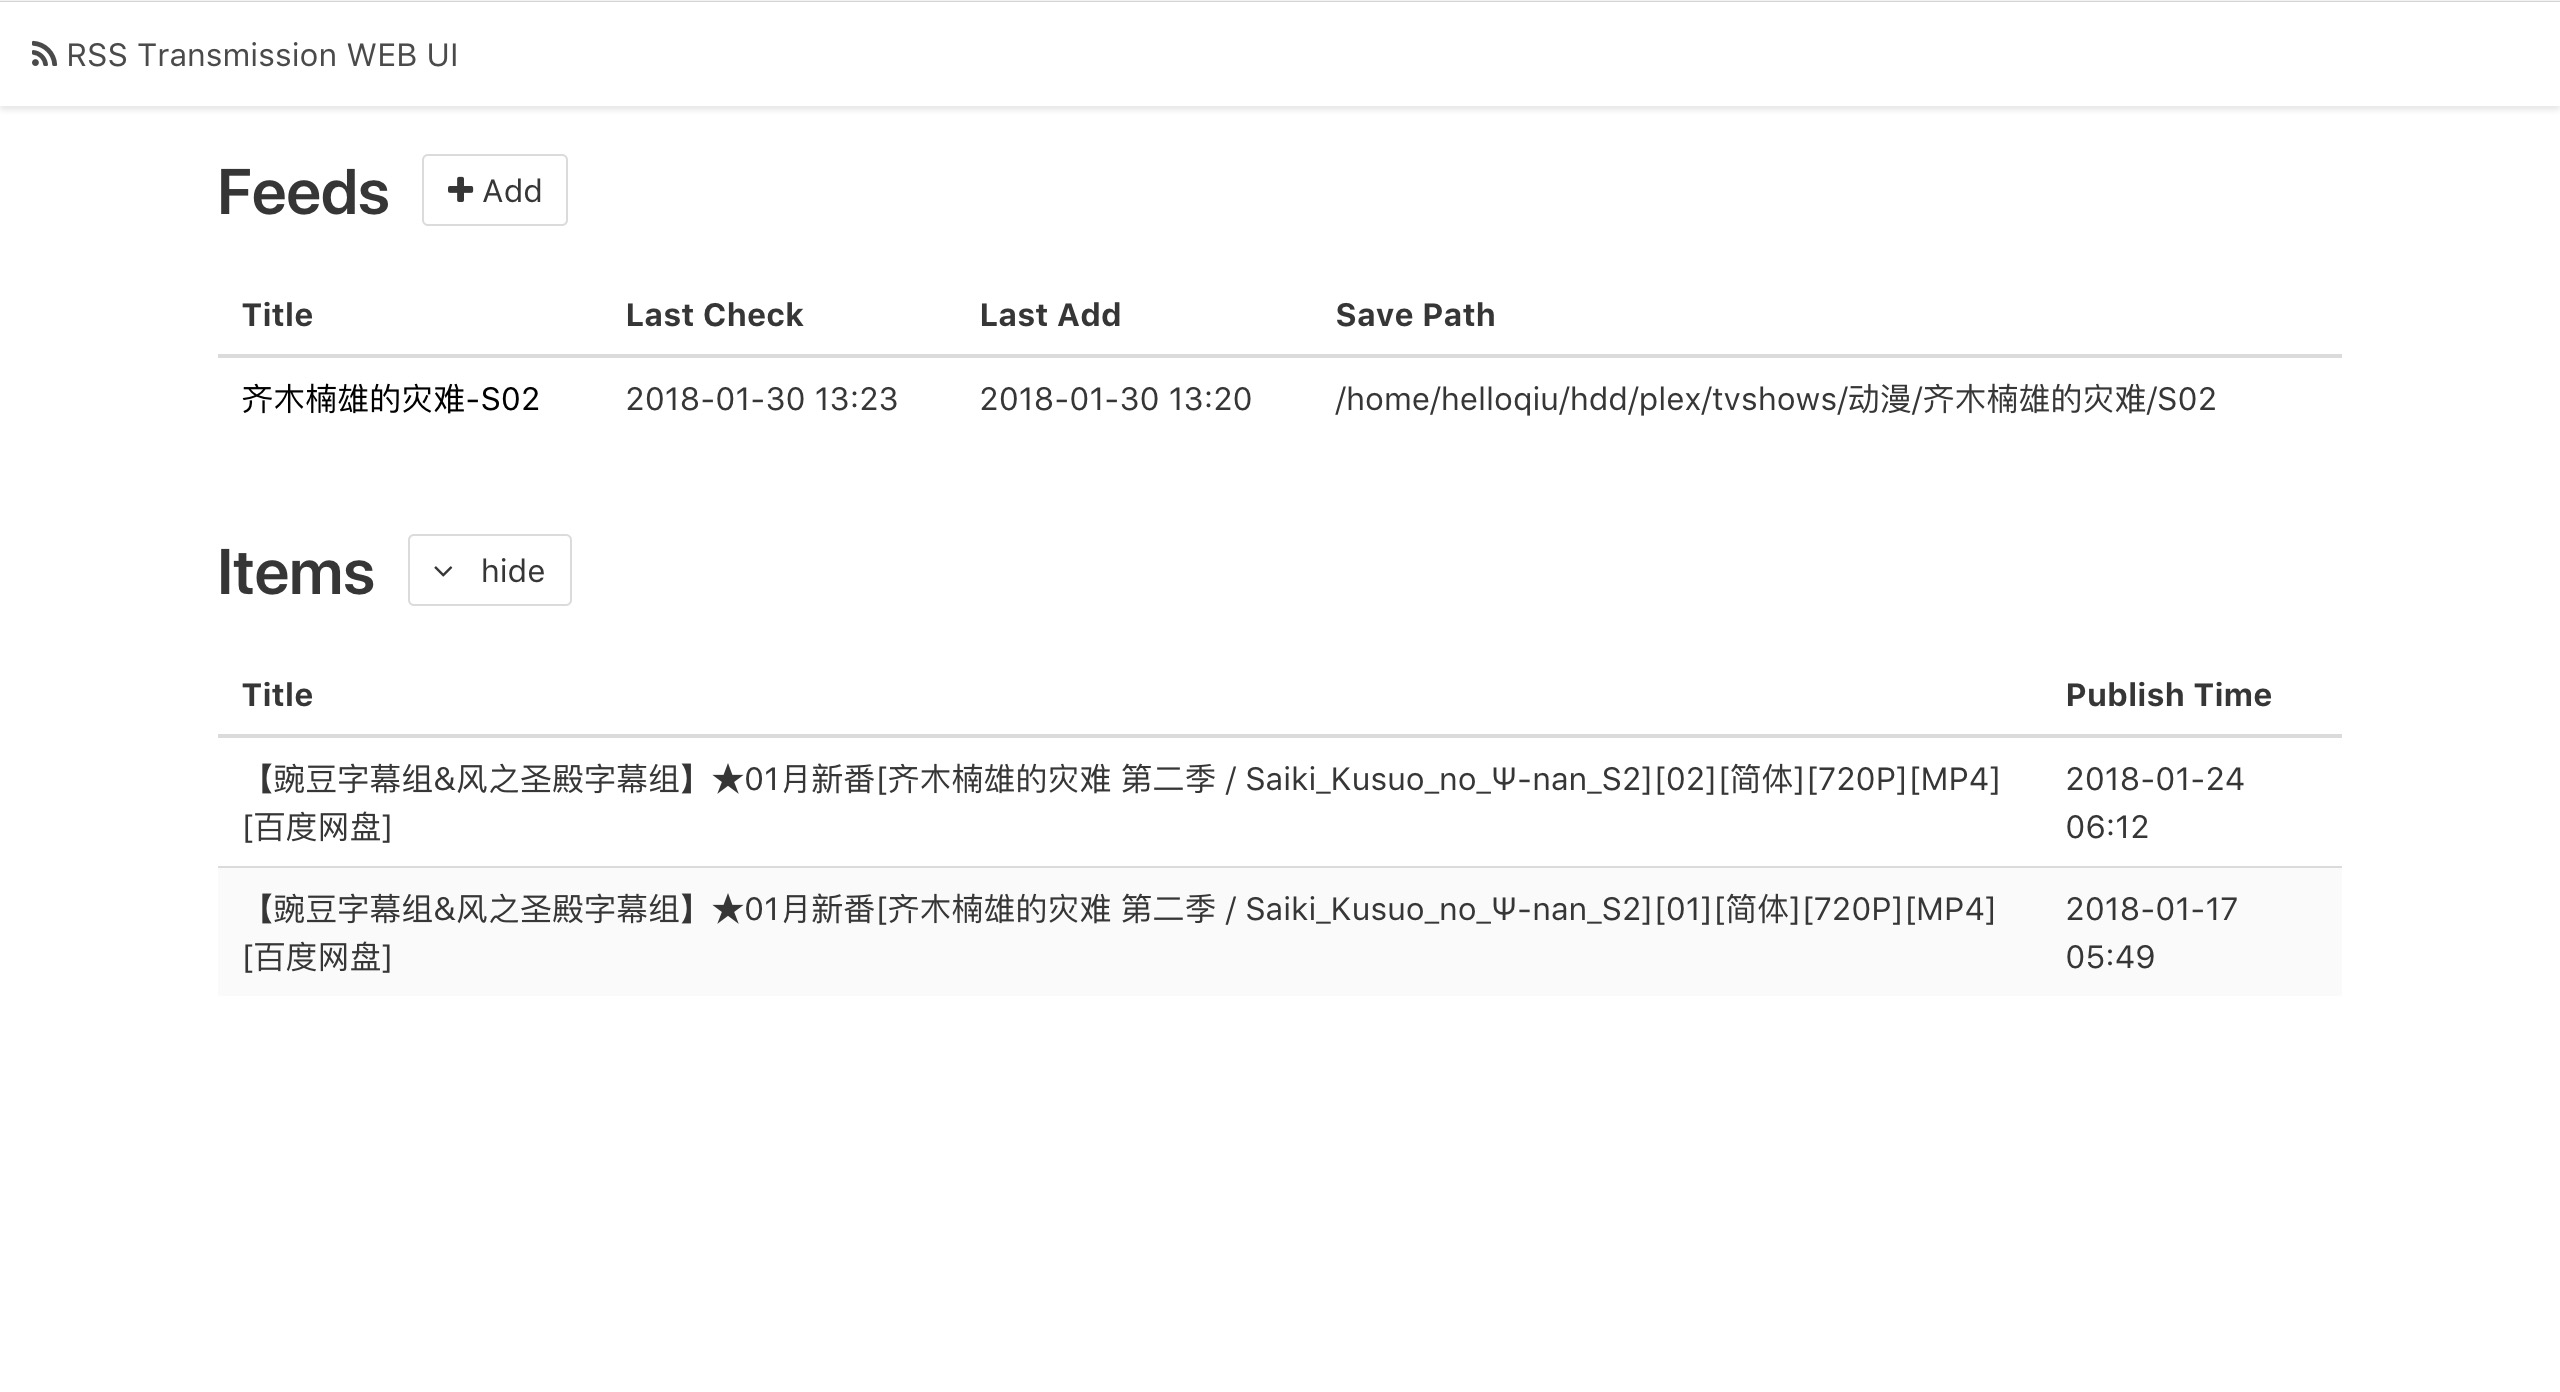 RSS Transmission WEB UI
Feeds
Add
Title Last Check Last Add Save Path
齐木楠雄的灾难-S02 2018-01-30 13:23 2018-01-30 13:20 /home/helloqiu/hdd/plex/tvshows/动漫/齐木楠雄的灾难/S02
Items
hide
Title Publish Time
【豌豆字幕组&风之圣殿字幕组】★01月新番[齐木楠雄的灾难 第二季 / Saiki_Kusuo_no_Ψ-nan_S2][02][简体][720P][MP4] 2018-01-24
[百度网盘] 06:12
【豌豆字幕组&风之圣殿字幕组】★01月新番[齐木楠雄的灾难 第二季 / Saiki_Kusuo_no_Ψ-nan_S2][01][简体][720P][MP4] 2018-01-17
[百度网盘] 05:49